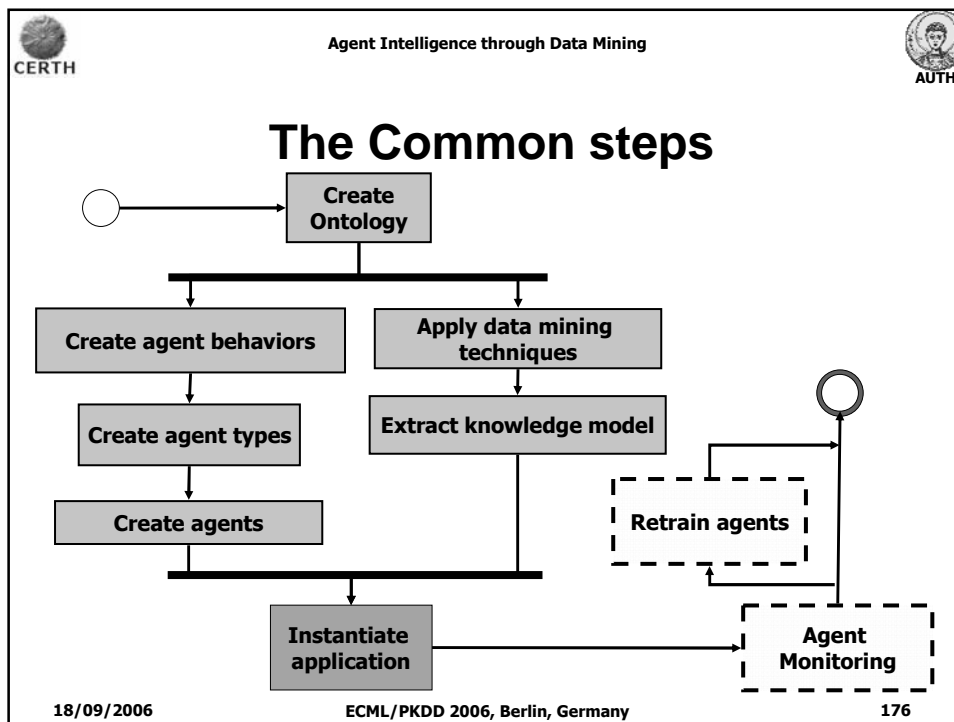 Agent Intelligence through Data Mining
CERTH
AUTH
The Common steps
Create
Ontology
Create agent behaviors
Apply data mining
techniques
Create agent types
Extract knowledge model
Create agents
Retrain agents
Instantiate
application
Agent
Monitoring
18/09/2006
ECML/PKDD 2006, Berlin, Germany
176